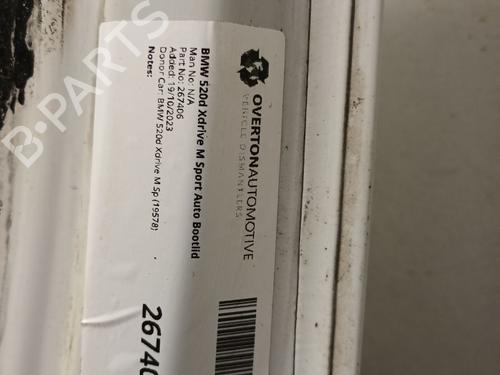 OVERTONAUTOMOTIVE
VEHICLE DISMANTLERS
BMW 520d Xdrive M Sport Auto Bootlid
Man No: N/A
Part No: 267406
Added: 19/10/2023
Donor Car: BMW 520d Xdrive M Sp (19578)
Notes:
26740
B-PARTS